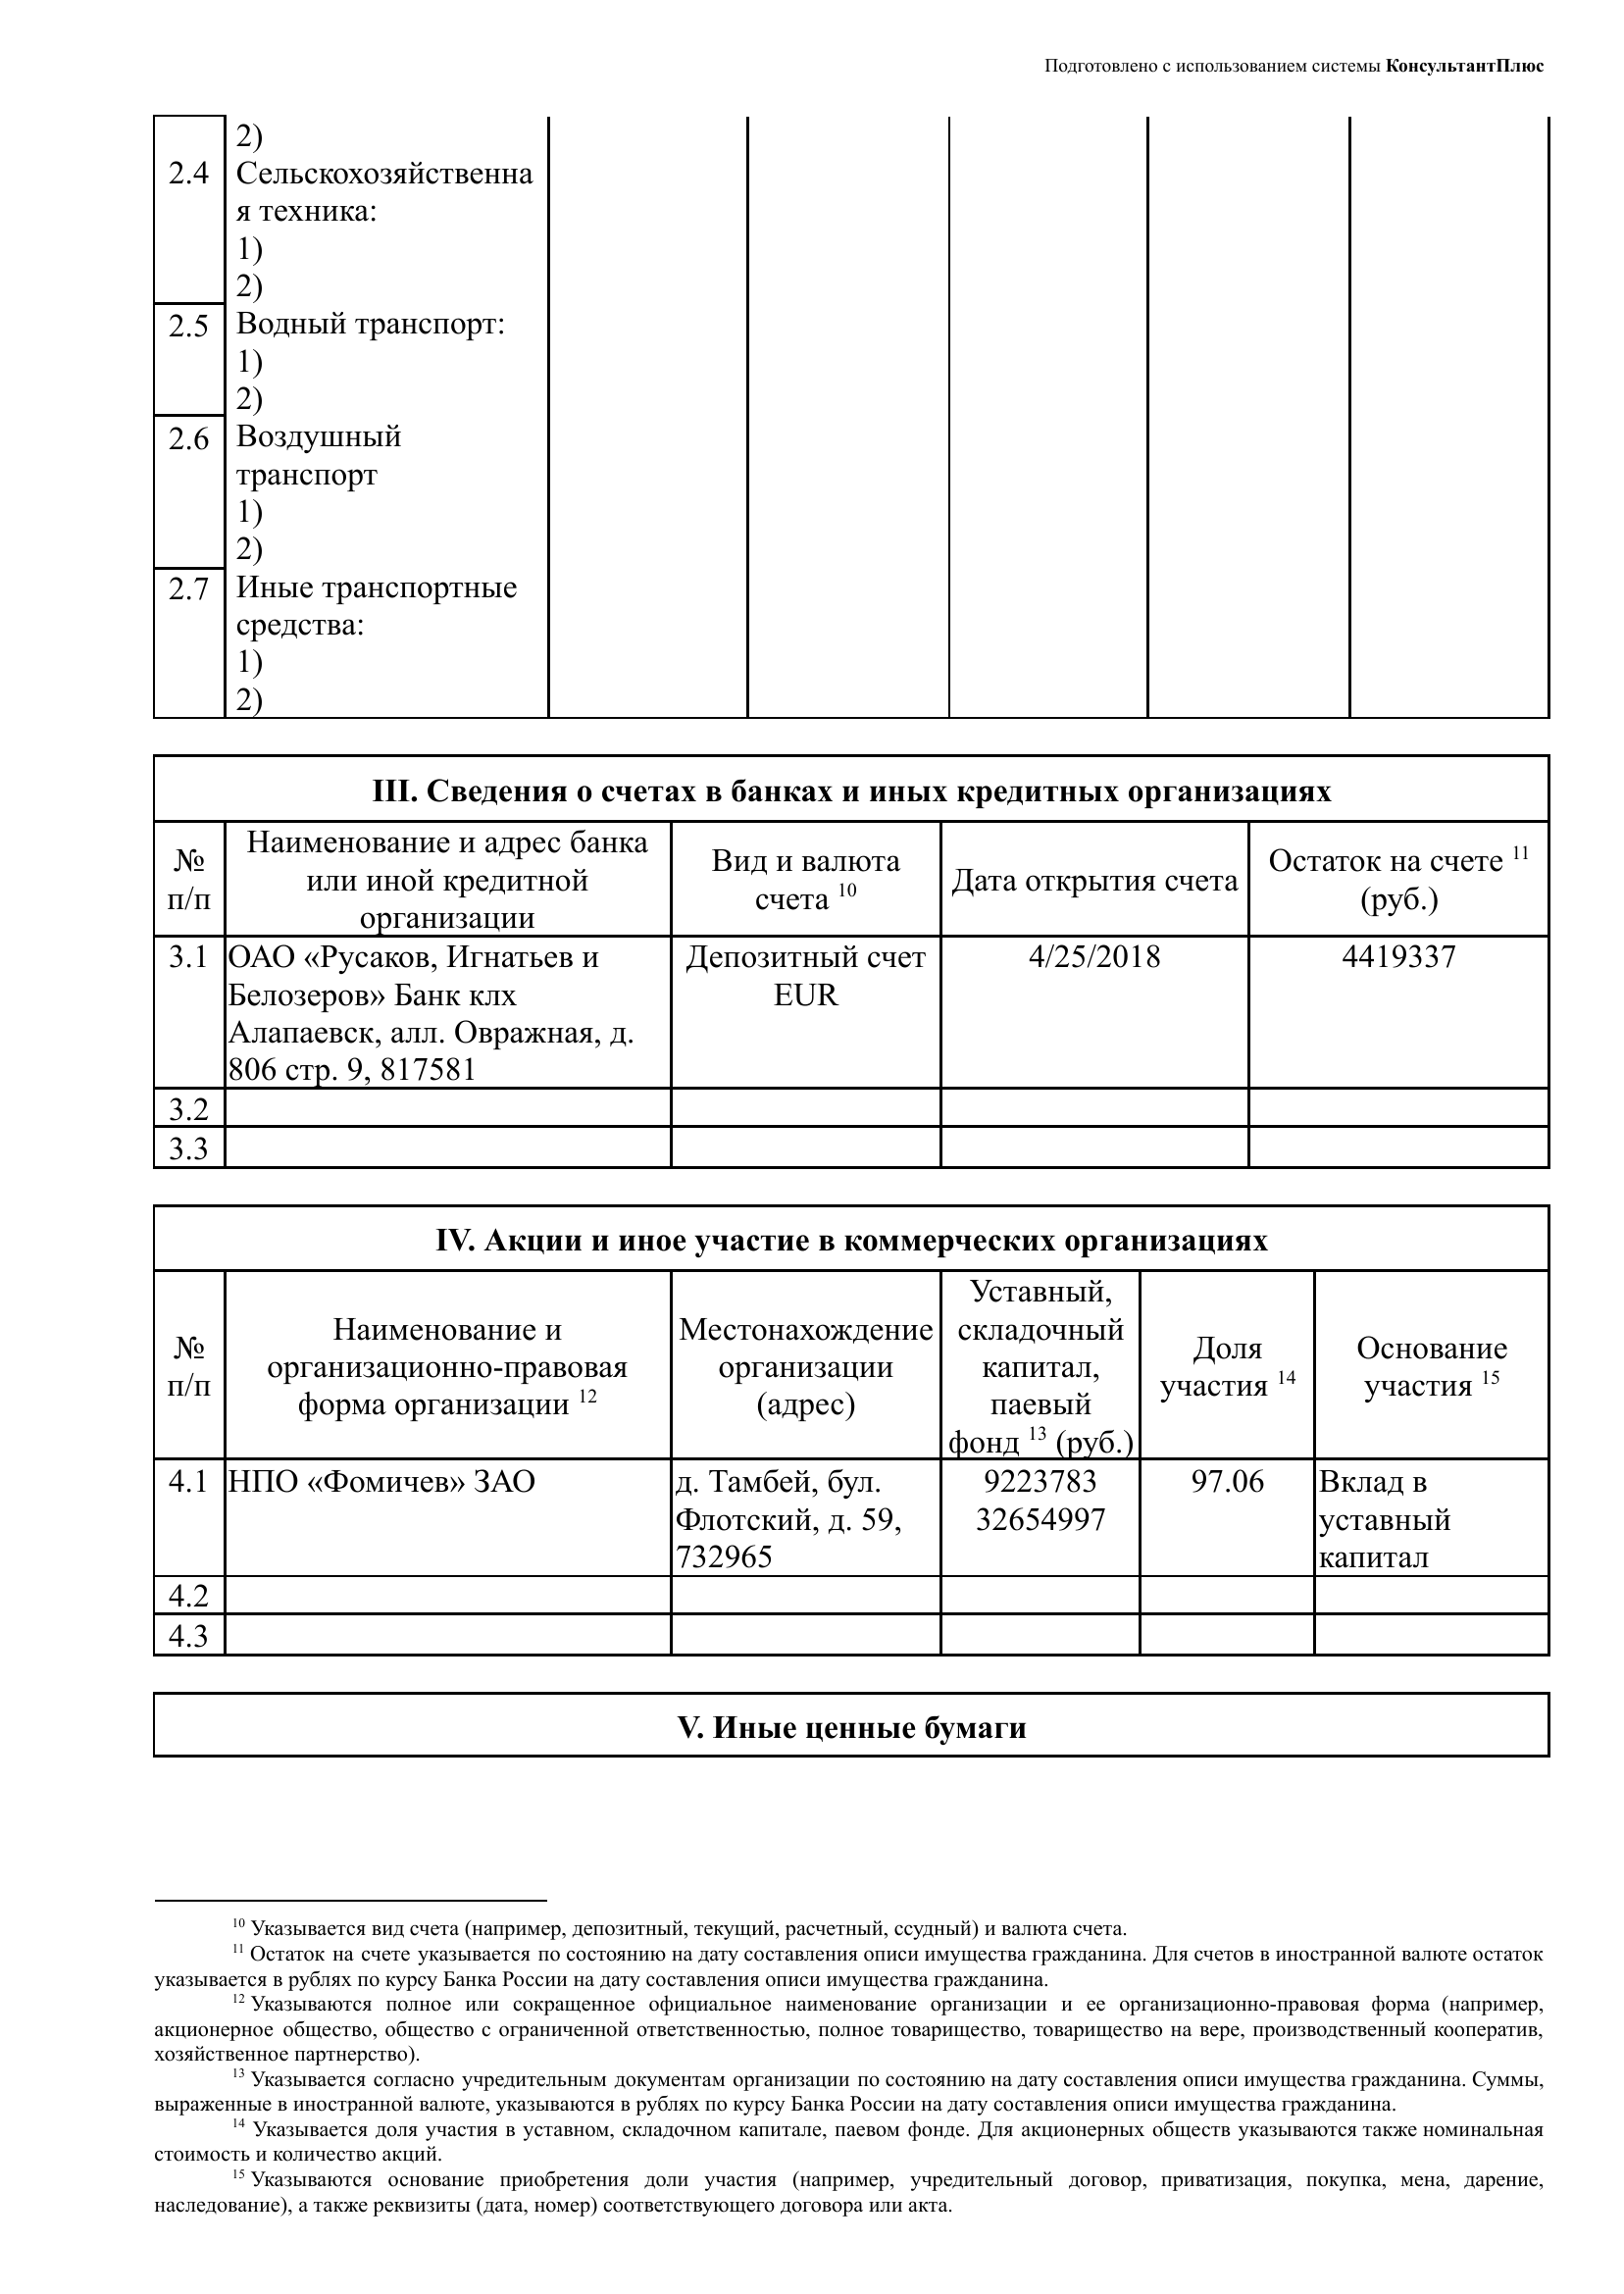 Подготовлено с использованием системы КонсультантПлюс
2)
2.4 Сельскохозяйственна
я техника:
1)
2)
2.5 Водный транспорт:
1)
2)
2.6 Воздушный
транспорт
1)
2)
2.7 Иные транспортные
средства:
1)
2)
III. Сведения о счетах в банках и иных кредитных организациях
№
п/п
Наименование и адрес банка
или иной кредитной
организации
Вид и валюта
счета 10
Дата открытия счета
Остаток на счете 11
(руб.)
3.1
ОАО «Русаков, Игнатьев и
Белозеров» Банк клх
Алапаевск, алл. Овражная, д.
806 стр. 9, 817581
Депозитный счет
EUR
4/25/2018
4419337
3.2
3.3
IV. Акции и иное участие в коммерческих организациях
№
п/п
Наименование и
организационно-правовая
форма организации 12
Местонахождение
организации
(адрес)
Уставный,
складочный
капитал,
паевый
фонд 13 (руб.)
Доля
участия 14
Основание
участия 15
4.1
НПО «Фомичев» ЗАО
д. Тамбей, бул.
Флотский, д. 59,
732965
9223783
32654997
97.06
Вклад в
уставный
капитал
4.2
4.3
V. Иные ценные бумаги
10 Указывается вид счета (например, депозитный, текущий, расчетный, ссудный) и валюта счета.
11 Остаток на счете указывается по состоянию на дату составления описи имущества гражданина. Для счетов в иностранной валюте остаток
указывается в рублях по курсу Банка России на дату составления описи имущества гражданина.
12 Указываются полное или сокращенное официальное наименование организации и ее организационно-правовая форма (например,
акционерное общество, общество с ограниченной ответственностью, полное товарищество, товарищество на вере, производственный кооператив,
хозяйственное партнерство).
13 Указывается согласно учредительным документам организации по состоянию на дату составления описи имущества гражданина. Суммы,
выраженные в иностранной валюте, указываются в рублях по курсу Банка России на дату составления описи имущества гражданина.
14 Указывается доля участия в уставном, складочном капитале, паевом фонде. Для акционерных обществ указываются также номинальная
стоимость и количество акций.
15 Указываются основание приобретения доли участия (например, учредительный договор, приватизация, покупка, мена, дарение,
наследование), а также реквизиты (дата, номер) соответствующего договора или акта.